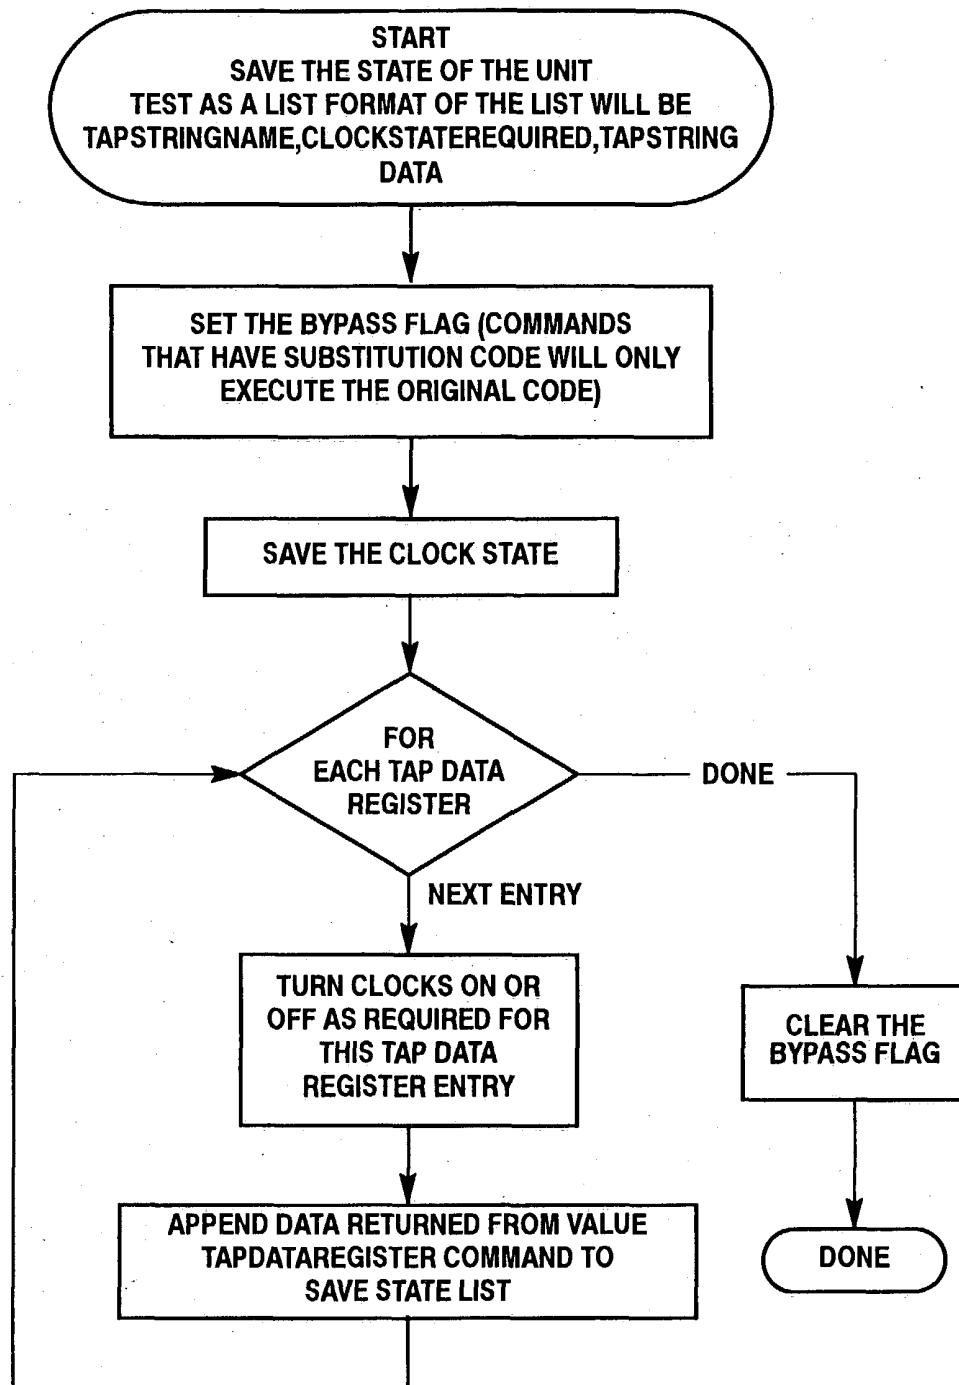 START
SAVE THE STATE OF THE UNIT
TEST AS A LIST FORMAT OF THE LIST WILL BE
TAPSTRINGNAME,CLOCKSTATEREQUIRED,TAPSTRING
DATA
SET THE BYPASS FLAG (COMMANDS
THAT HAVE SUBSTITUTION CODE WILL ONLY
EXECUTE THE ORIGINAL CODE)
SAVE THE CLOCK STATE
FOR
EACH TAP DATA
REGISTER
DONE
NEXT ENTRY
TURN CLOCKS ON OR
OFF AS REQUIRED FOR
THIS TAP DATA
REGISTER ENTRY
CLEAR THE
BYPASS FLAG
APPEND DATA RETURNED FROM VALUE
TAPDATAREGISTER COMMAND TO
SAVE STATE LIST
DONE